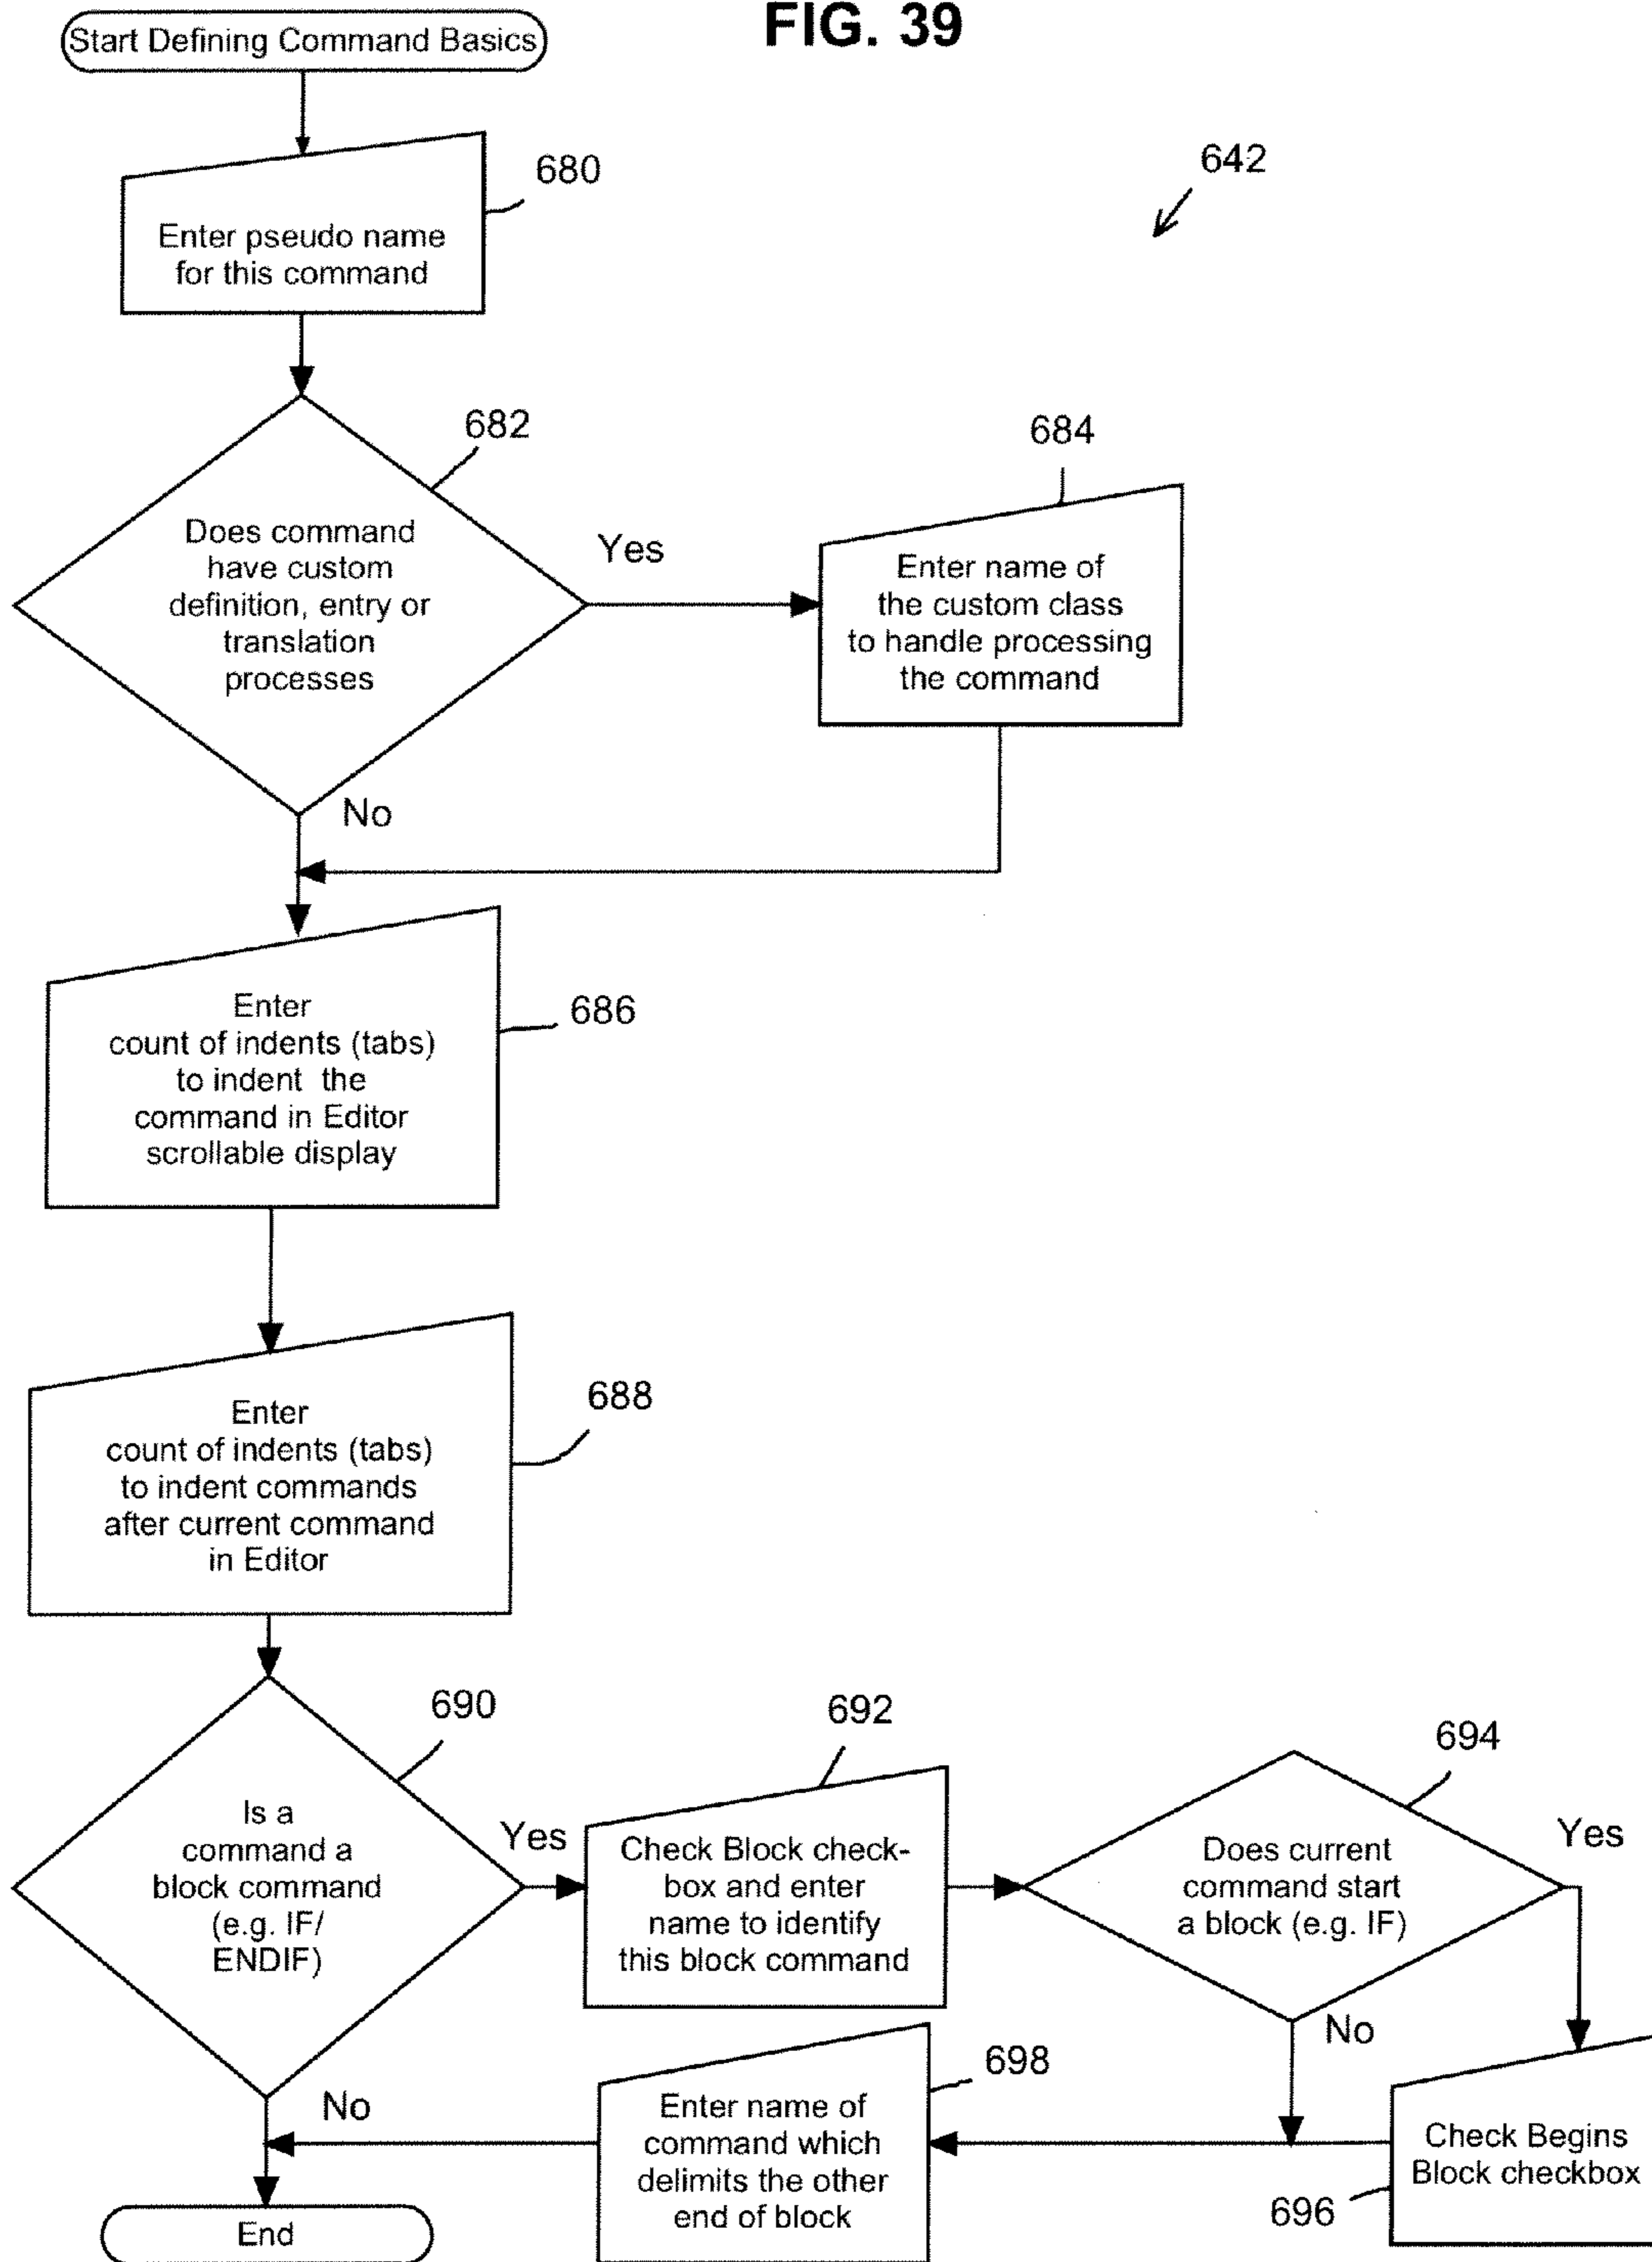 FIG. 39
Start Defining Command Basics
642
680
Enter pseudo name
for this command
682
Does command
have custom
definition, entry or
translation
processes
Yes
684
Enter name of
the custom class
to handle processing
the command
No
686
Enter
count of indents (tabs)
to indent the
command in Editor
scrollable display
688
Enter
count of indents (tabs)
to indent commands
after current command
in Editor
690
Is a
command a
block command
(e.g. IF/
ENDIF)
Yes
692
Check Block check-
box and enter
name to identify
this block command
694
Does current
command start
a block (e.g. IF)
Yes
No
696
Check Begins
Block checkbox
698
Enter name of
command which
delimits the other
end of block
No
End